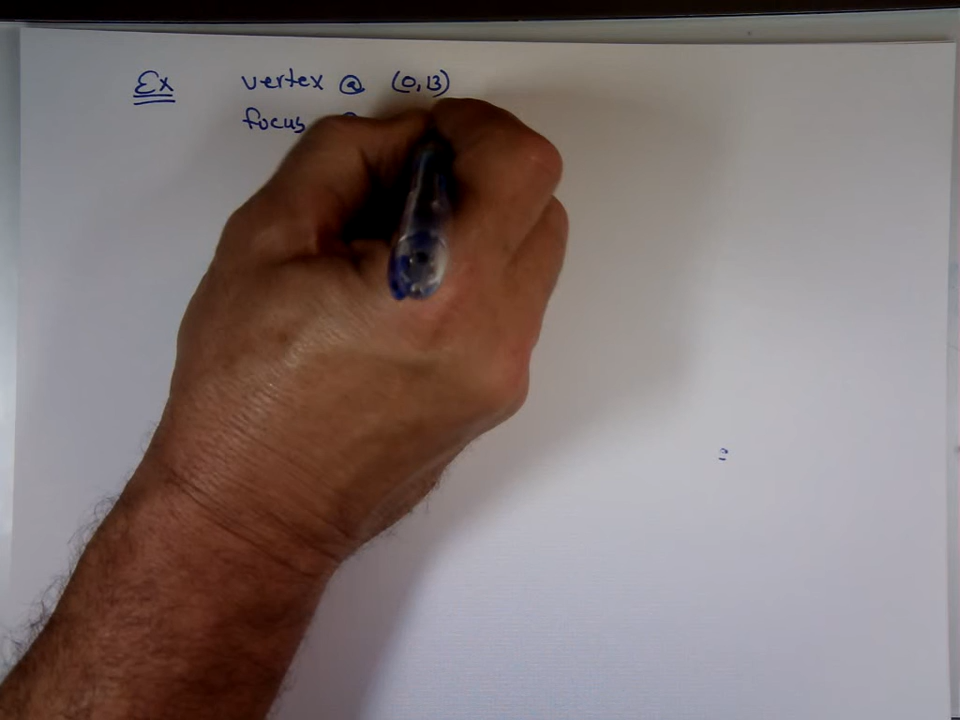 Ex vertex @ (0,13)
focus
=